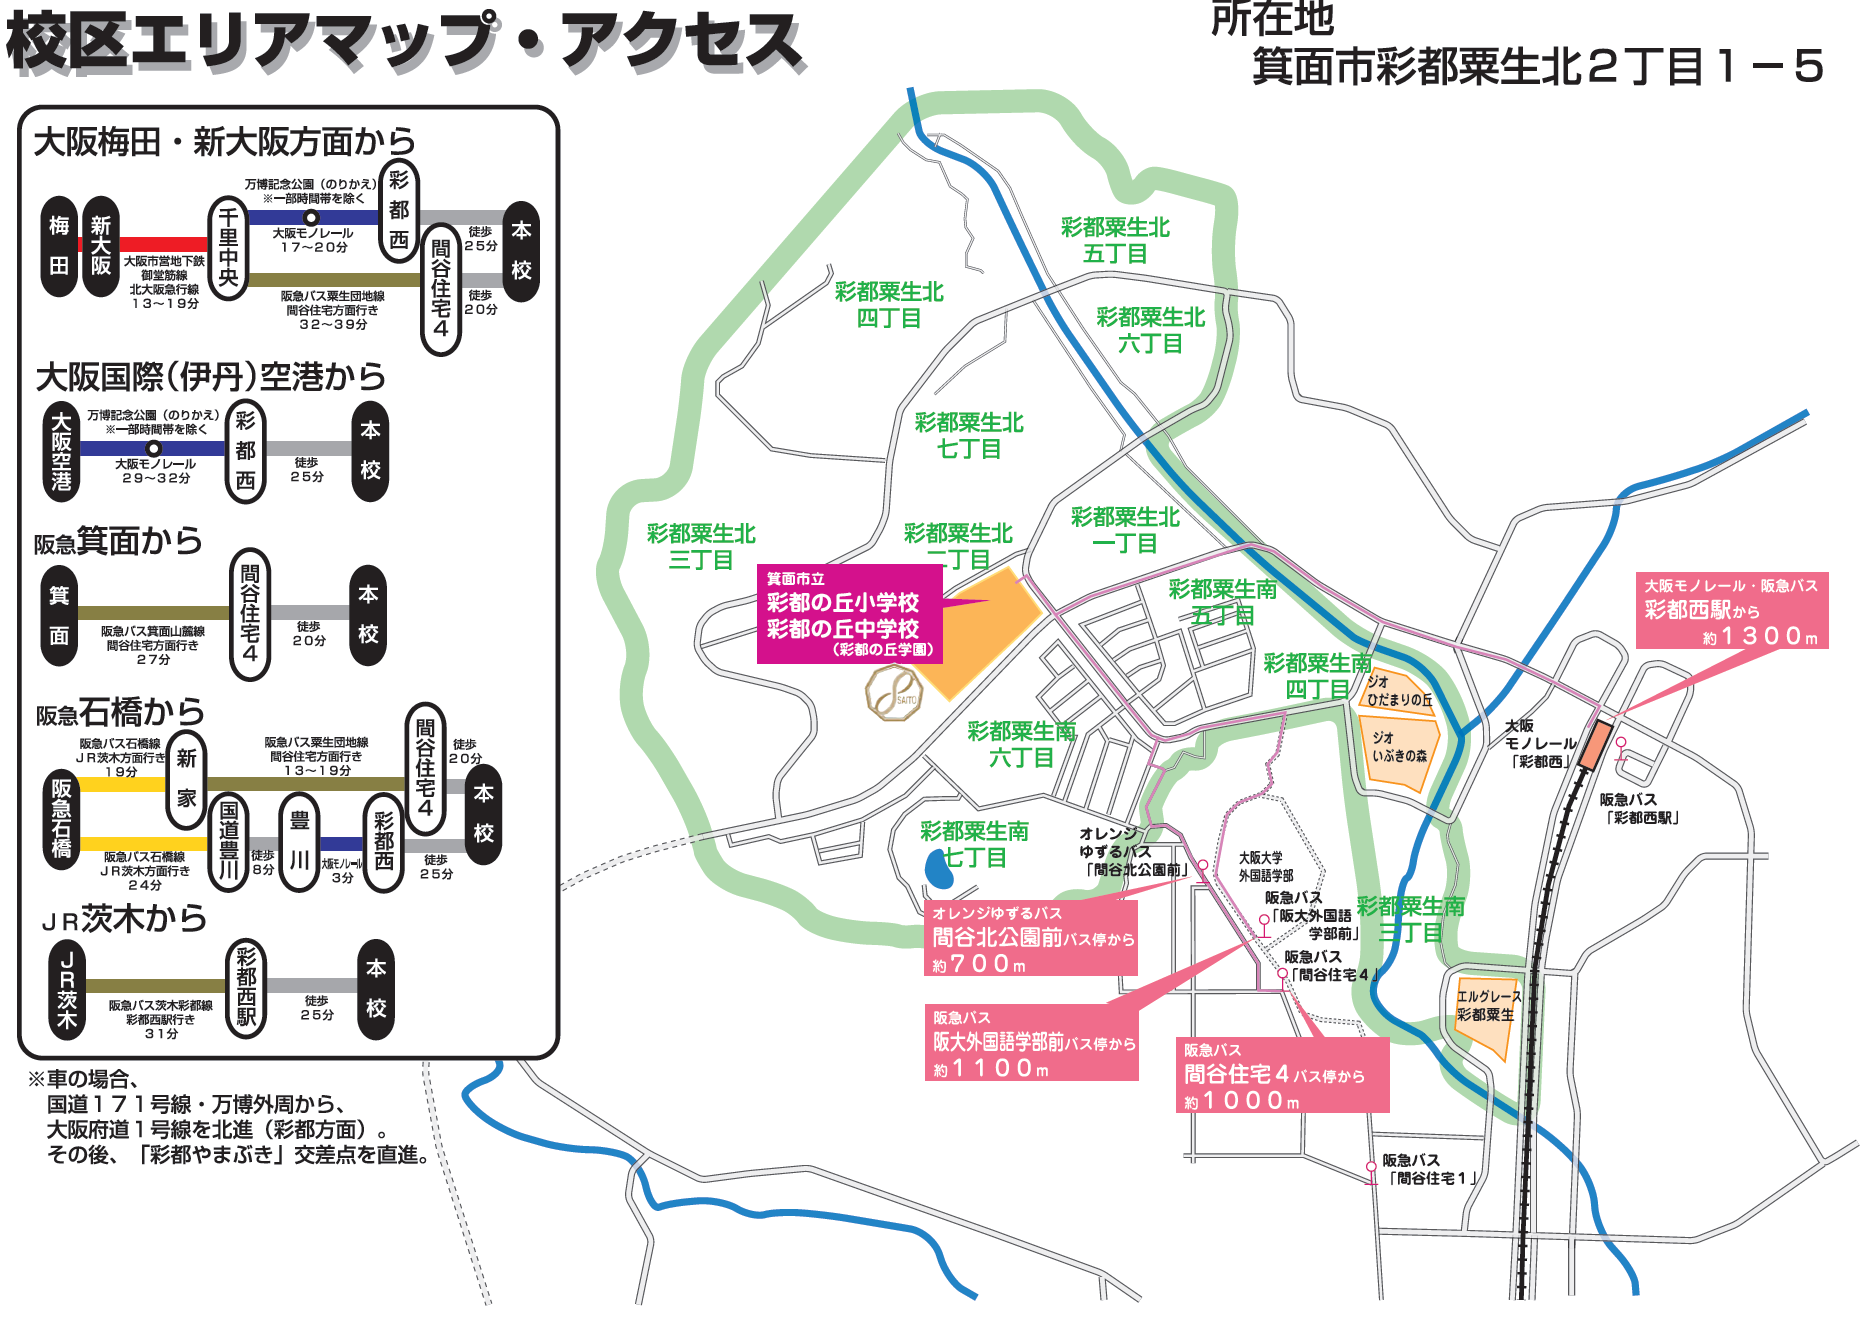 校区エリアマップ・アクセス
所在地
箕面市彩都粟生北２丁目１－５
大阪梅田・新大阪方面から
梅田
新大阪
大阪市営地下鉄
御堂筋線
北大阪急行線
１３～１９分
千里中央
万博記念公園（のりかえ）
※一部時間帯を除く
大阪モノレール
１７～２０分
彩都西
徒歩
２５分
阪急バス粟生団地線
間谷住宅方面行き
３２～３９分
間谷住宅４
徒歩
２０分
本校
大阪国際（伊丹）空港から
大阪空港
万博記念公園（のりかえ）
※一部時間帯を除く
大阪モノレール
２９～３２分
彩都西
徒歩
２５分
本校
阪急箕面から
箕面
阪急バス箕面山麓線
間谷住宅方面行き
２７分
間谷住宅４
徒歩
２０分
本校
阪急石橋から
阪急石橋
阪急バス石橋線
ＪＲ茨木方面行き
１９分
新家
阪急バス粟生団地線
間谷住宅方面行き
１３～１９分
間谷住宅４
徒歩
２０分
阪急バス石橋線
ＪＲ茨木方面行き
２４分
国道豊川
徒歩
８分
豊川
大阪モノレール
３分
彩都西
徒歩
２５分
本校
ＪＲ茨木から
ＪＲ茨木
阪急バス茨木彩都線
彩都西駅行き
３１分
彩都西駅
徒歩
２５分
本校
※車の場合、
国道１７１号線・万博外周から、
大阪府道１号線を北進（彩都方面）。
その後、「彩都やまぶき」交差点を直進。
彩都粟生北
五丁目
彩都粟生北
四丁目
彩都粟生北
六丁目
彩都粟生北
七丁目
彩都粟生北
三丁目
彩都粟生北
二丁目
彩都粟生北
一丁目
箕面市立
彩都の丘小学校
彩都の丘中学校
（彩都の丘学園）
SAITO
彩都粟生南
五丁目
彩都粟生南
四丁目
彩都粟生南
六丁目
彩都粟生南
七丁目
彩都粟生南
三丁目
ジオ
ひだまりの丘
ジオ
いぶきの森
エルグレース
彩都粟生
大阪モノレール・阪急バス
彩都西駅から
約１３００ｍ
大阪
モノレール
「彩都西」
阪急バス
「彩都西駅」
オレンジ
ゆずるバス
「間谷北公園前」
大阪大学
外国語学部
阪急バス
「阪大外国語
学部前」
阪急バス
「間谷住宅４」
オレンジゆずるバス
間谷北公園前バス停から
約７００ｍ
阪急バス
阪大外国語学部前バス停から
約１１００ｍ
阪急バス
間谷住宅４バス停から
約１０００ｍ
阪急バス
「間谷住宅１」